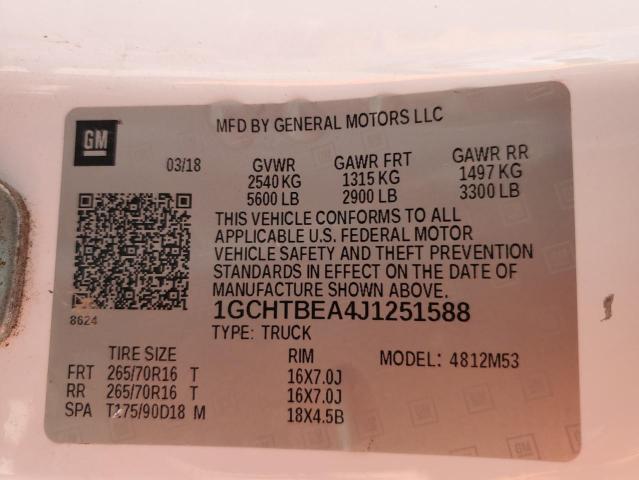 GM
MFD BY GENERAL MOTORS LLC
03/18 GVWR GAWR FRT GAWR RR
2540 KG 1315 KG 1497 KG
5600 LB 2900 LB 3300 LB
THIS VEHICLE CONFORMS TO ALL
APPLICABLE U.S. FEDERAL MOTOR
VEHICLE SAFETY AND THEFT PREVENTION
STANDARDS IN EFFECT ON THE DATE OF
MANUFACTURE SHOWN ABOVE.
8624 1GCHTBEA4J1251588
TYPE: TRUCK
TIRE SIZE RIM MODEL: 4812M53
FRT 265/70R16 T 16X7.0J
RR 265/70R16 T 16X7.0J
SPA T175/90D18 M 18X4.5B